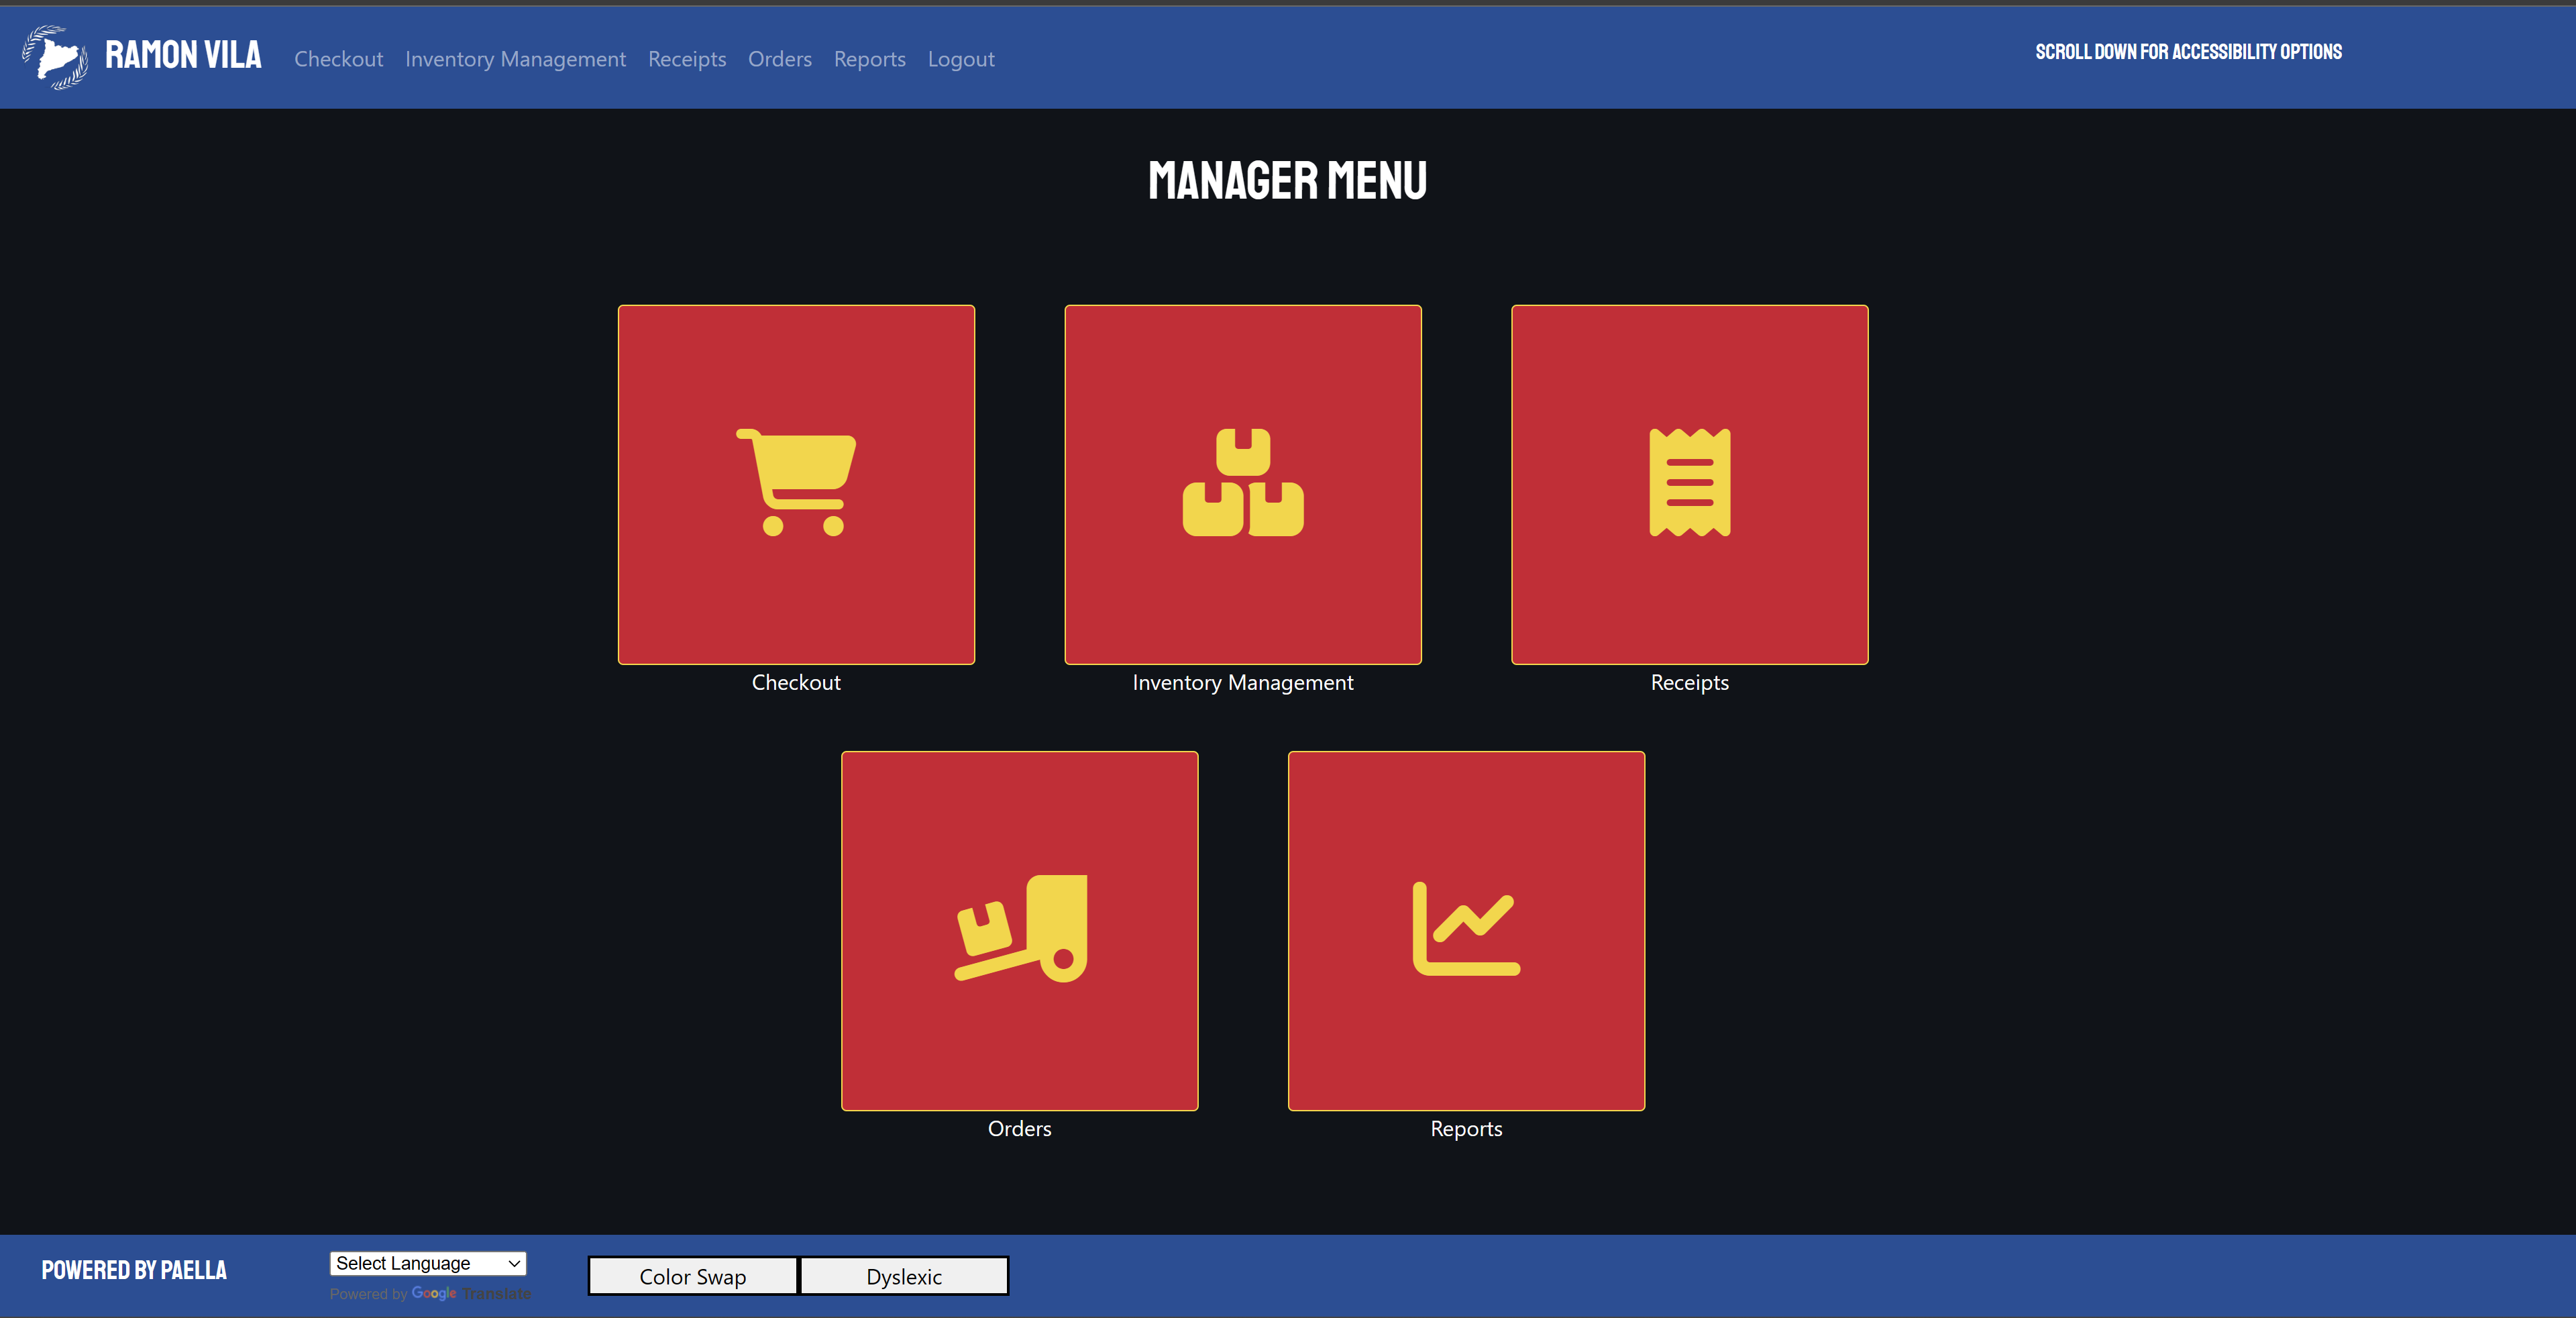 RAMON VILA
Checkout Inventory Management Receipts Orders Reports Logout
SCROLL DOWN FOR ACCESSIBILITY OPTIONS
MANAGER MENU
Checkout
Inventory Management
Receipts
Orders
Reports
POWERED BY PAELLA
Select Language
Powered by Google Translate
Color Swap
Dyslexic